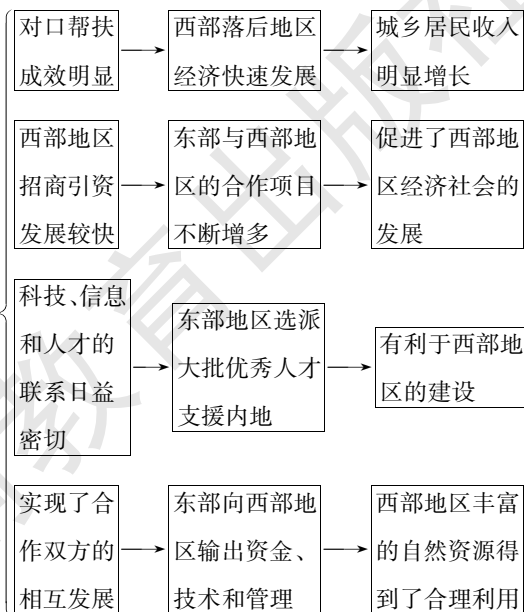 对口帮扶
成效明显
西部落后地区
经济快速发展
城乡居民收入
明显增长
西部地区
招商引资
发展较快
东部与西部地
区的合作项目
不断增多
促进了西部地
区经济社会的
发展
科技、信息
和人才的
联系日益
密切
东部地区选派
大批优秀人才
支援内地
有利于西部地
区的建设
实现了合
作双方的
相互发展
东部向西部地
区输出资金、
技术和管理
西部地区丰富
的自然资源得
到了合理利用
教育出版社